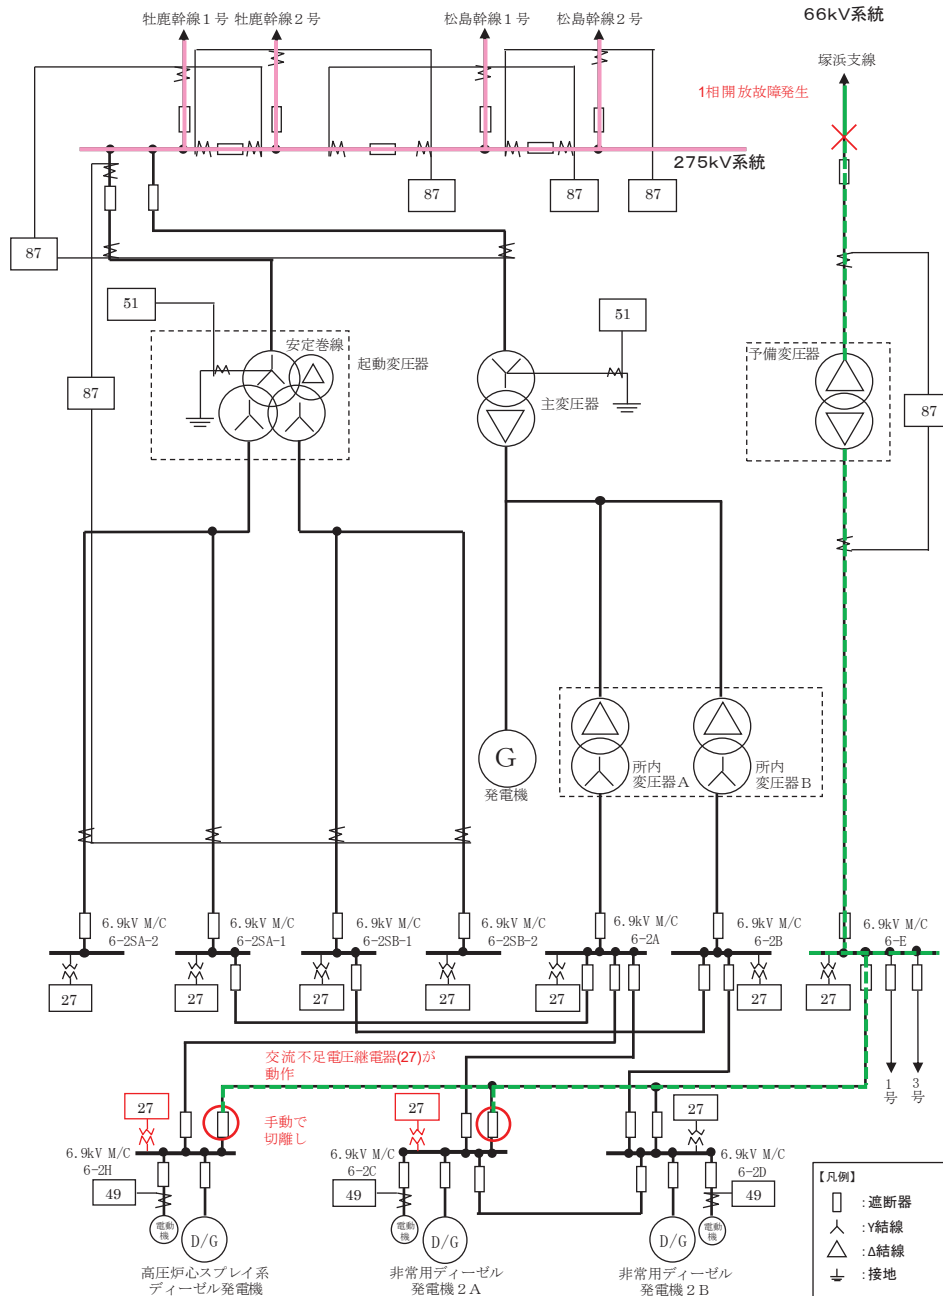 牡鹿幹線１号 牡鹿幹線２号 松島幹線１号 松島幹線２号
66kV系統
塚浜支線
1相開放故障発生
275kV系統
87
87
87
87
51
51
安定巻線
起動変圧器
予備変圧器
主変圧器
87
87
G
発電機
所内
変圧器Ａ
所内
変圧器Ｂ
6.9kV M/C
6-2SA-2
6.9kV M/C
6-2SA-1
6.9kV M/C
6-2SB-1
6.9kV M/C
6-2SB-2
6.9kV M/C
6-2A
6.9kV M/C
6-2B
6.9kV M/C
6-E
27
27
27
27
27
27
27
交流不足電圧継電器(27)が
動作
1
号
3
号
27
27
27
手動で
切離し
6.9kV M/C
6-2H
6.9kV M/C
6-2C
6.9kV M/C
6-2D
49
49
49
電動
機
D/G
電動
機
D/G
D/G
電動
機
高圧炉心スプレイ系
ディーゼル発電機
非常用ディーゼル
発電機２Ａ
非常用ディーゼル
発電機２Ｂ
【凡例】
：遮断器
：Y結線
：Δ結線
：接地